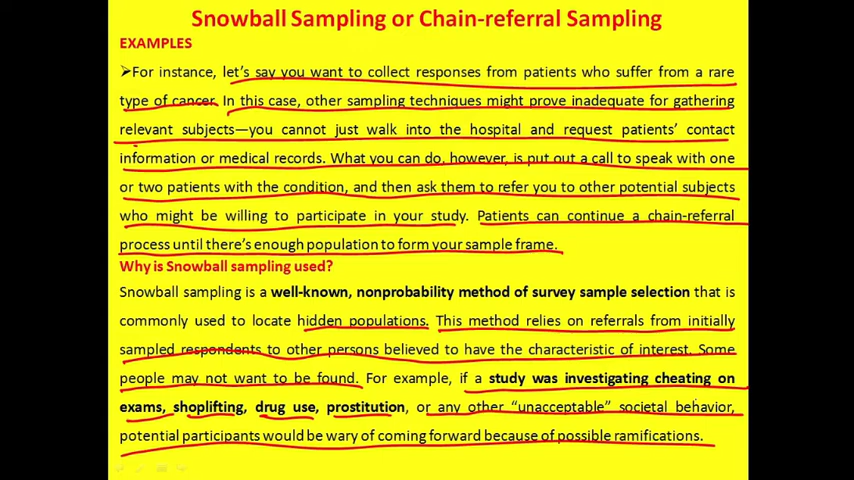 Snowball Sampling or Chain-referral Sampling
EXAMPLES
➢For instance, let's say you want to collect responses from patients who suffer from a rare
type of cancer. In this case, other sampling techniques might prove inadequate for gathering
relevant subjects—you cannot just walk into the hospital and request patients' contact
information or medical records. What you can do, however, is put out a call to speak with one
or two patients with the condition, and then ask them to refer you to other potential subjects
who might be willing to participate in your study. Patients can continue a chain-referral
process until there's enough population to form your sample frame.
Why is Snowball sampling used?
Snowball sampling is a well-known, nonprobability method of survey sample selection that is
commonly used to locate hidden populations. This method relies on referrals from initially
sampled respondents to other persons believed to have the characteristic of interest. Some
people may not want to be found. For example, if a study was investigating cheating on
exams, shoplifting, drug use, prostitution, or any other "unacceptable" societal behavior,
potential participants would be wary of coming forward because of possible ramifications.